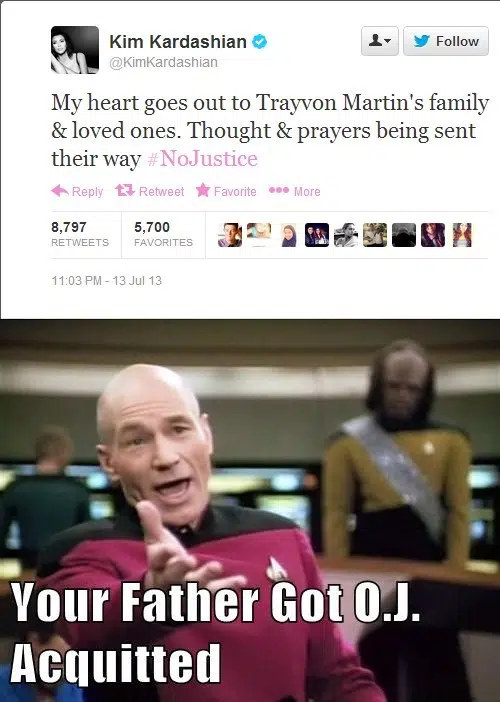 Kim Kardashian
@KimKardashian
Follow
My heart goes out to Trayvon Martin's family
& loved ones. Thought & prayers being sent
their way #NoJustice
Reply Retweet Favorite More
8,797 5,700
RETWEETS FAVORITES
11:03 PM - 13 Jul 13
Your Father Got O.J.
Acquitted